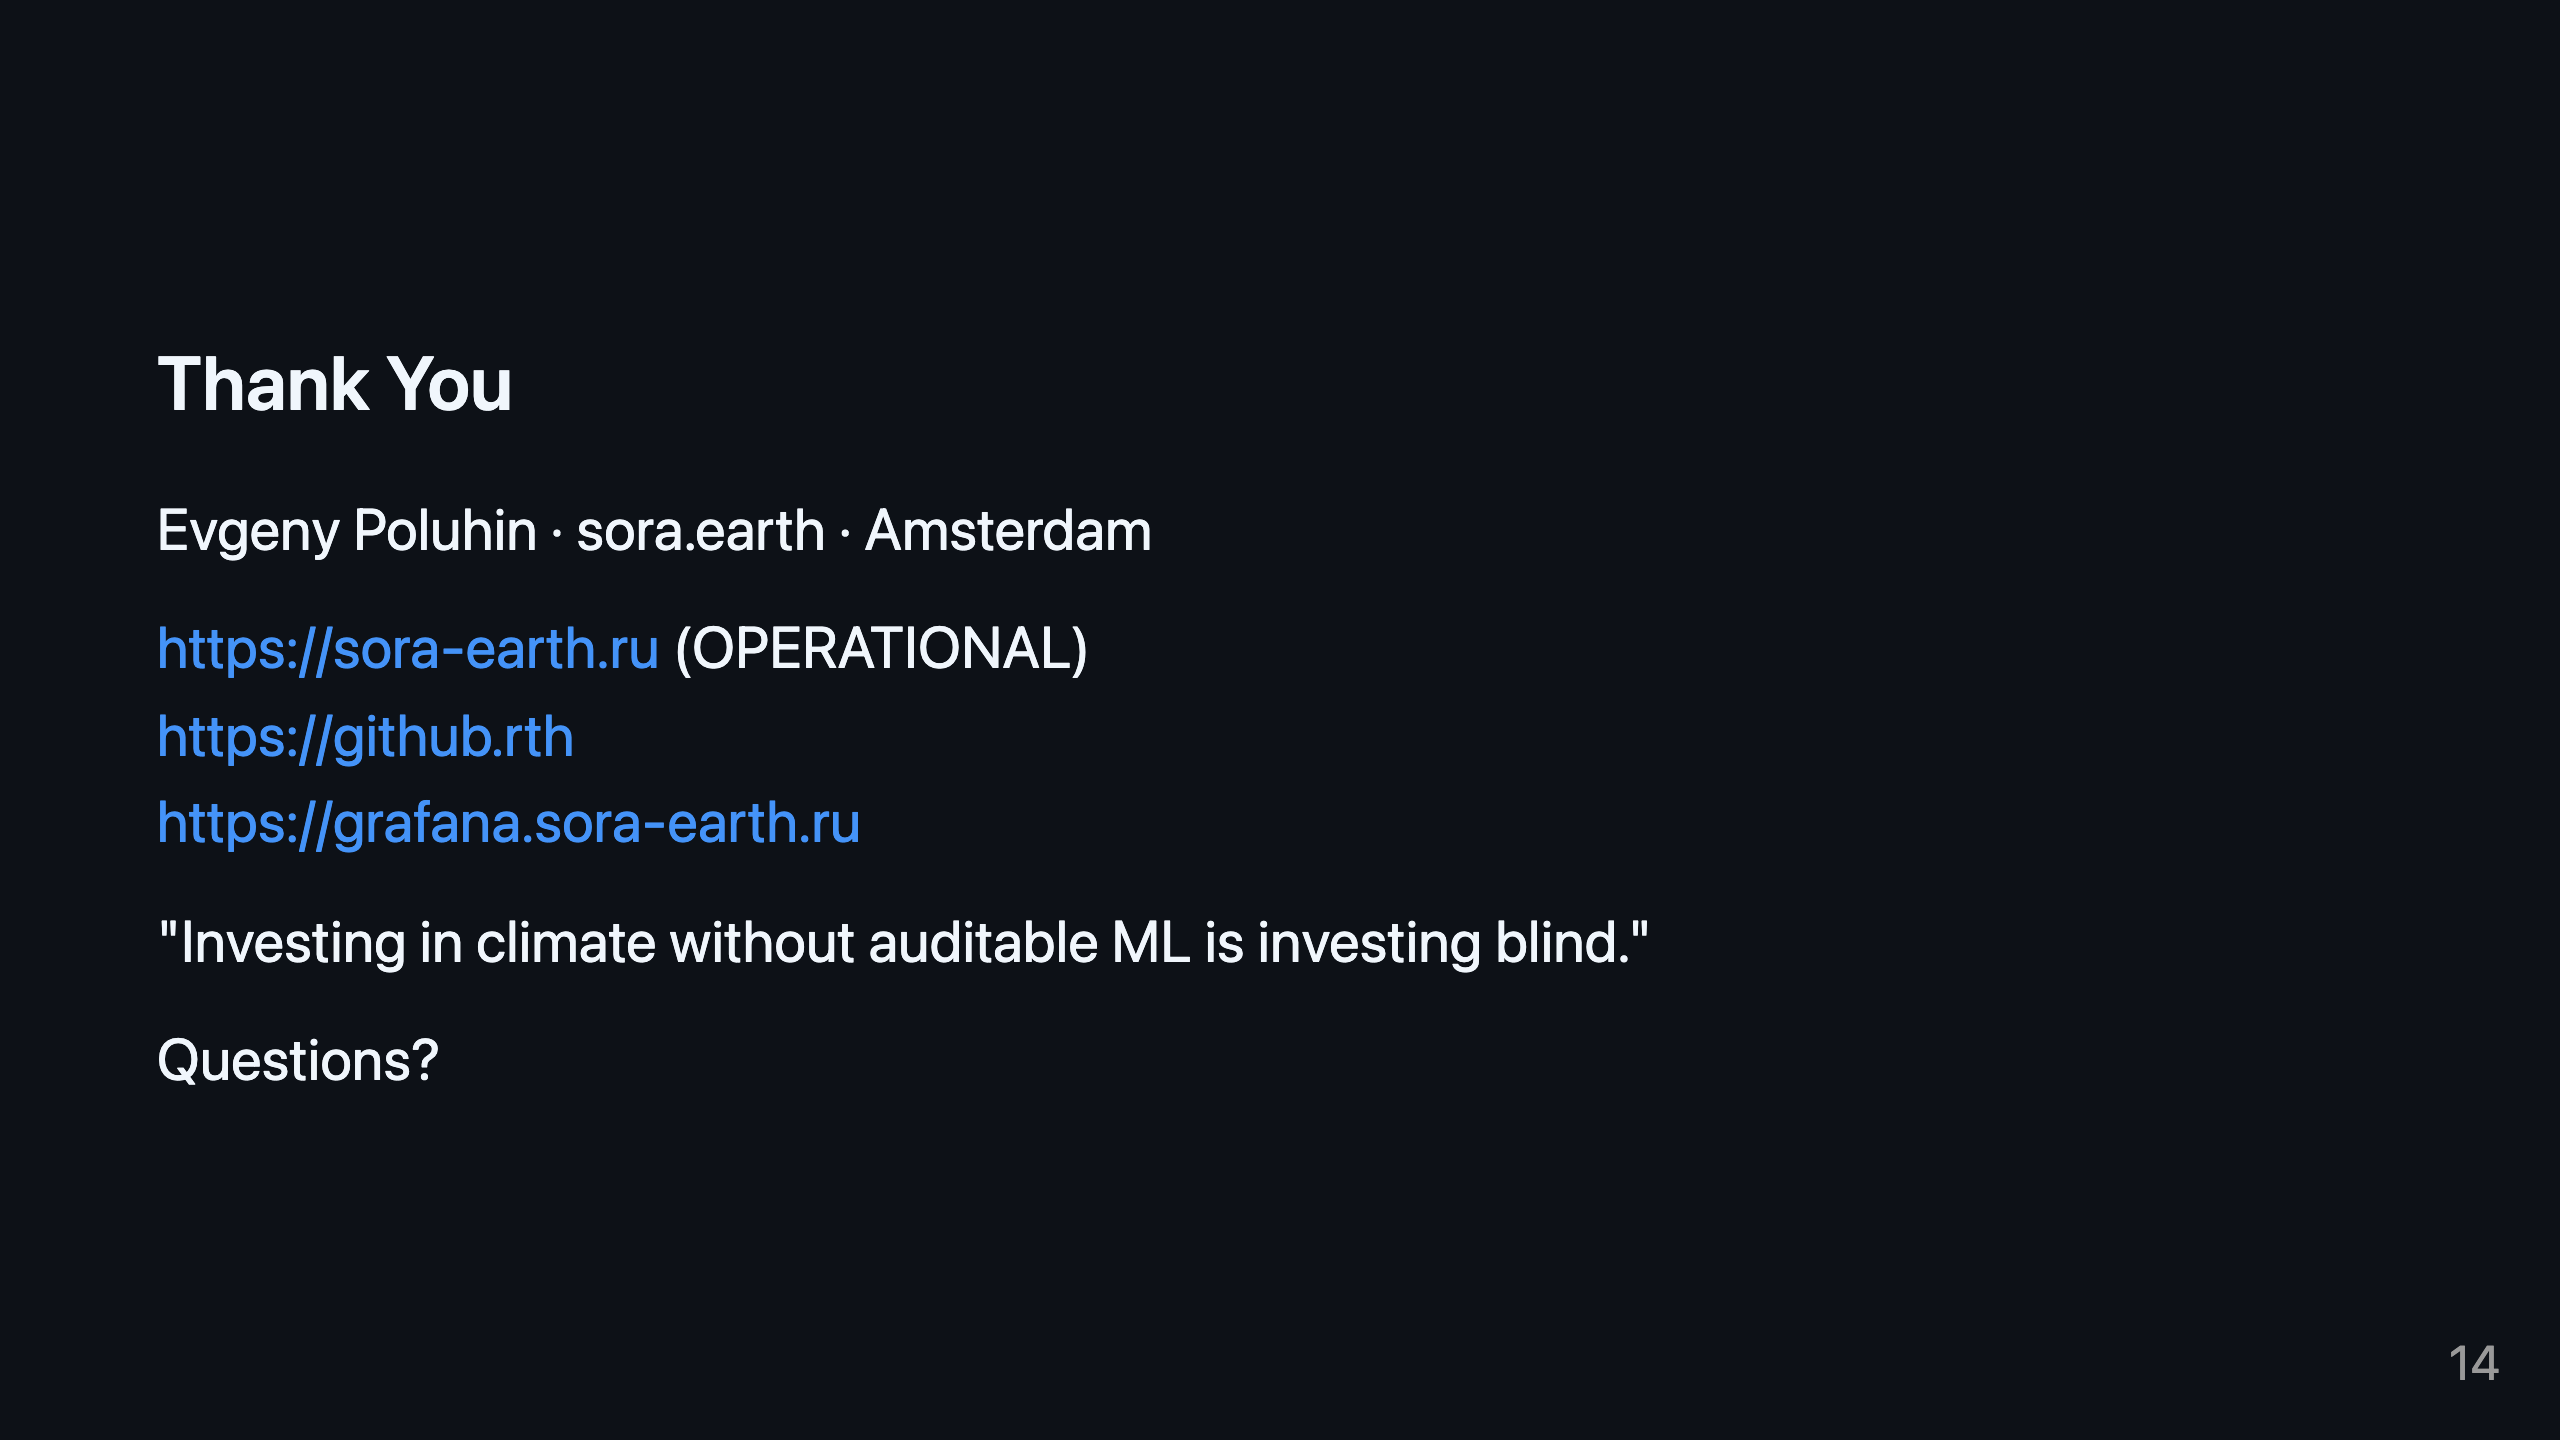 Thank You
Evgeny Poluhin · sora.earth · Amsterdam
https://sora-earth.ru (OPERATIONAL)
https://github.rth
https://grafana.sora-earth.ru
"Investing in climate without auditable ML is investing blind."
Questions?
14